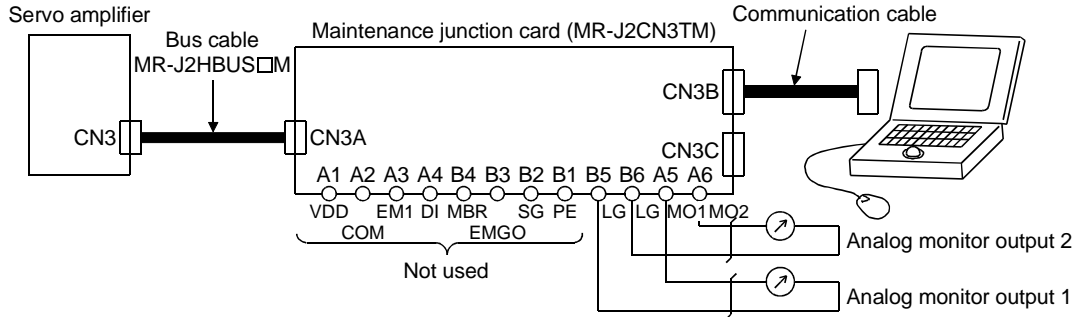 Servo amplifier
Communication cable
Maintenance junction card (MR-J2CN3TM)
Bus cable
MR-J2HBUS□M
CN3B
CN3
CN3A
CN3C
A1 A2 A3 A4 B4 B3 B2 B1 B5 B6 A5 A6
VDD EM1 DI MBR SG PE LG LG MO1 MO2
COM EMGO
Analog monitor output 2
Not used
Analog monitor output 1